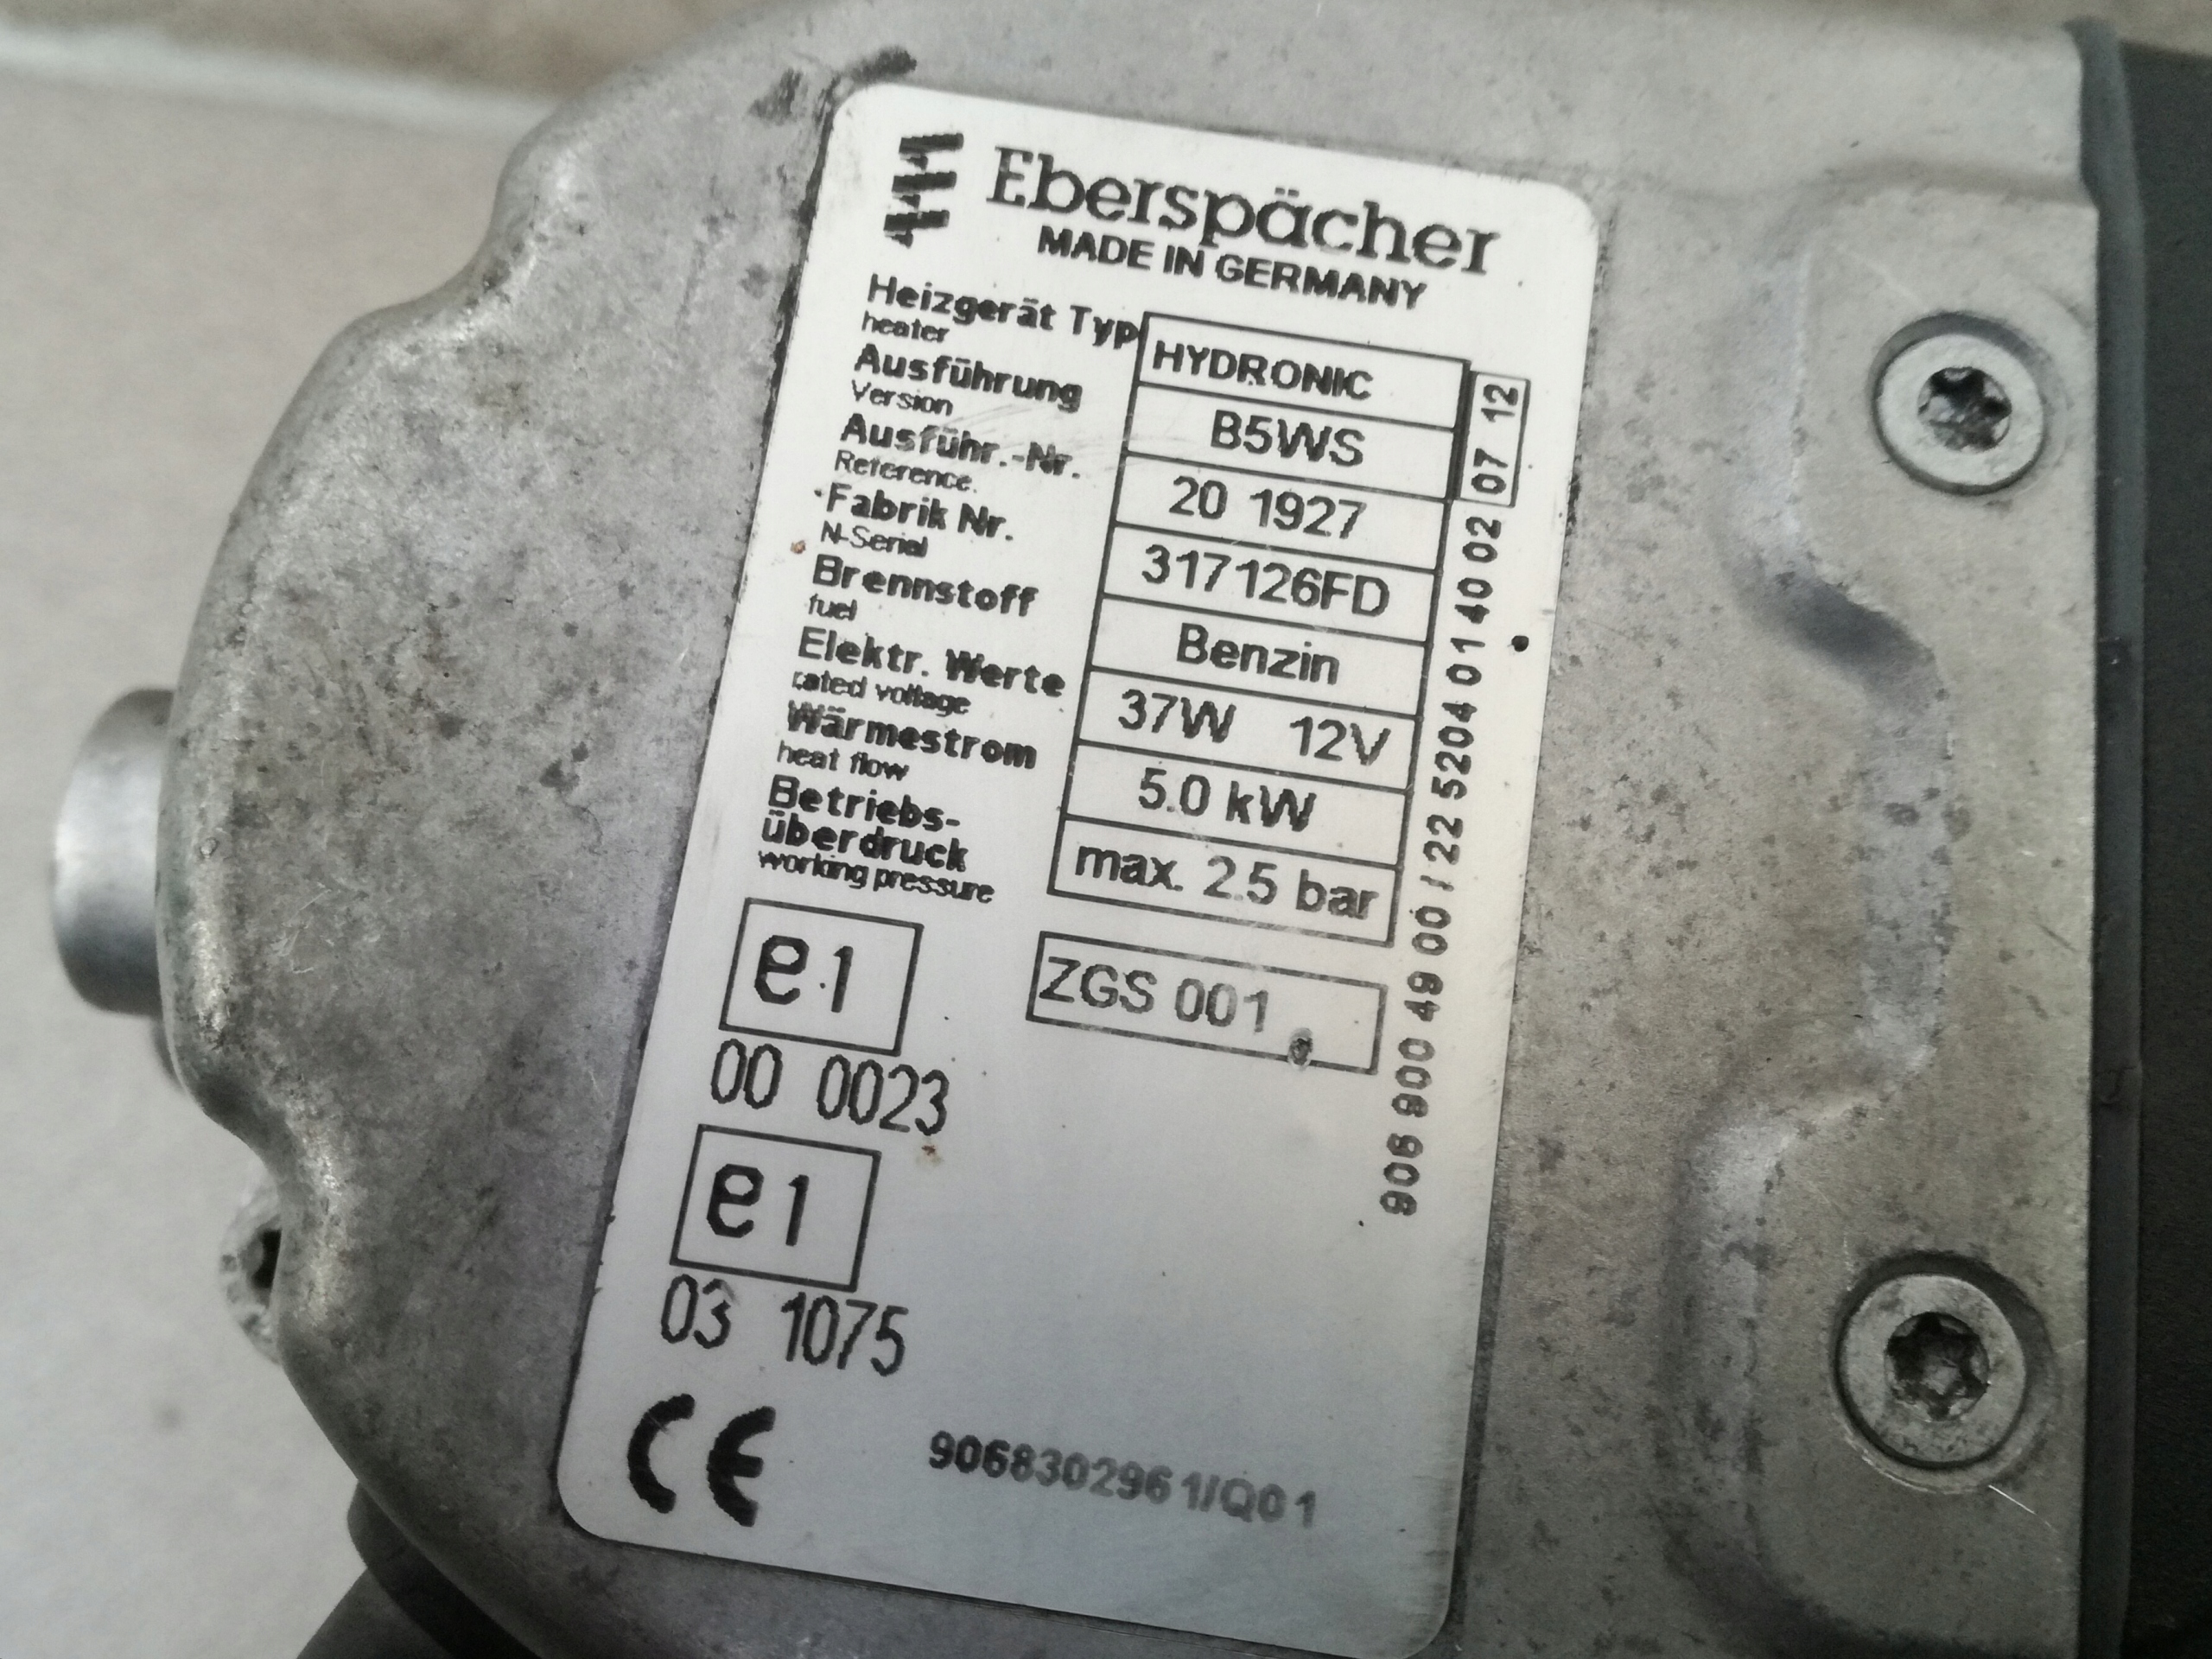 Eberspächer
MADE IN GERMANY
Heizgerät Typ HYDRONIC
heater
Ausführung B5WS
Version
Ausführ.-Nr. 20 1927
Reference.
Fabrik Nr. 317126FD
N-Serial
Brennstoff Benzin
fuel
Elektr. Werte 37W 12V
rated voltage
Wärmestrom 5.0 kW
heat flow
Betriebs-
überdruck max. 2.5 bar
working pressure
07 12
906 900 49 00 / 22 5204 01 40 02
e1
ZGS 001
00 0023
e1
03 1075
CE
9068302961/Q01